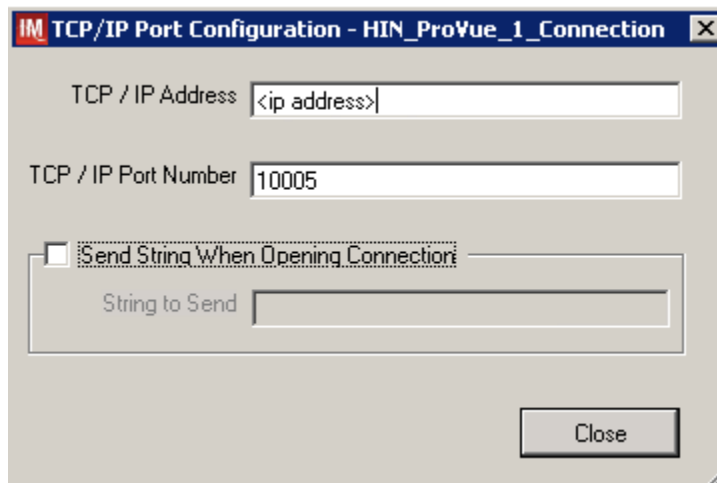 IM TCP/IP Port Configuration - HIN_ProVue_1_Connection
TCP / IP Address <ip address>
TCP / IP Port Number 10005
Send String When Opening Connection
String to Send
Close